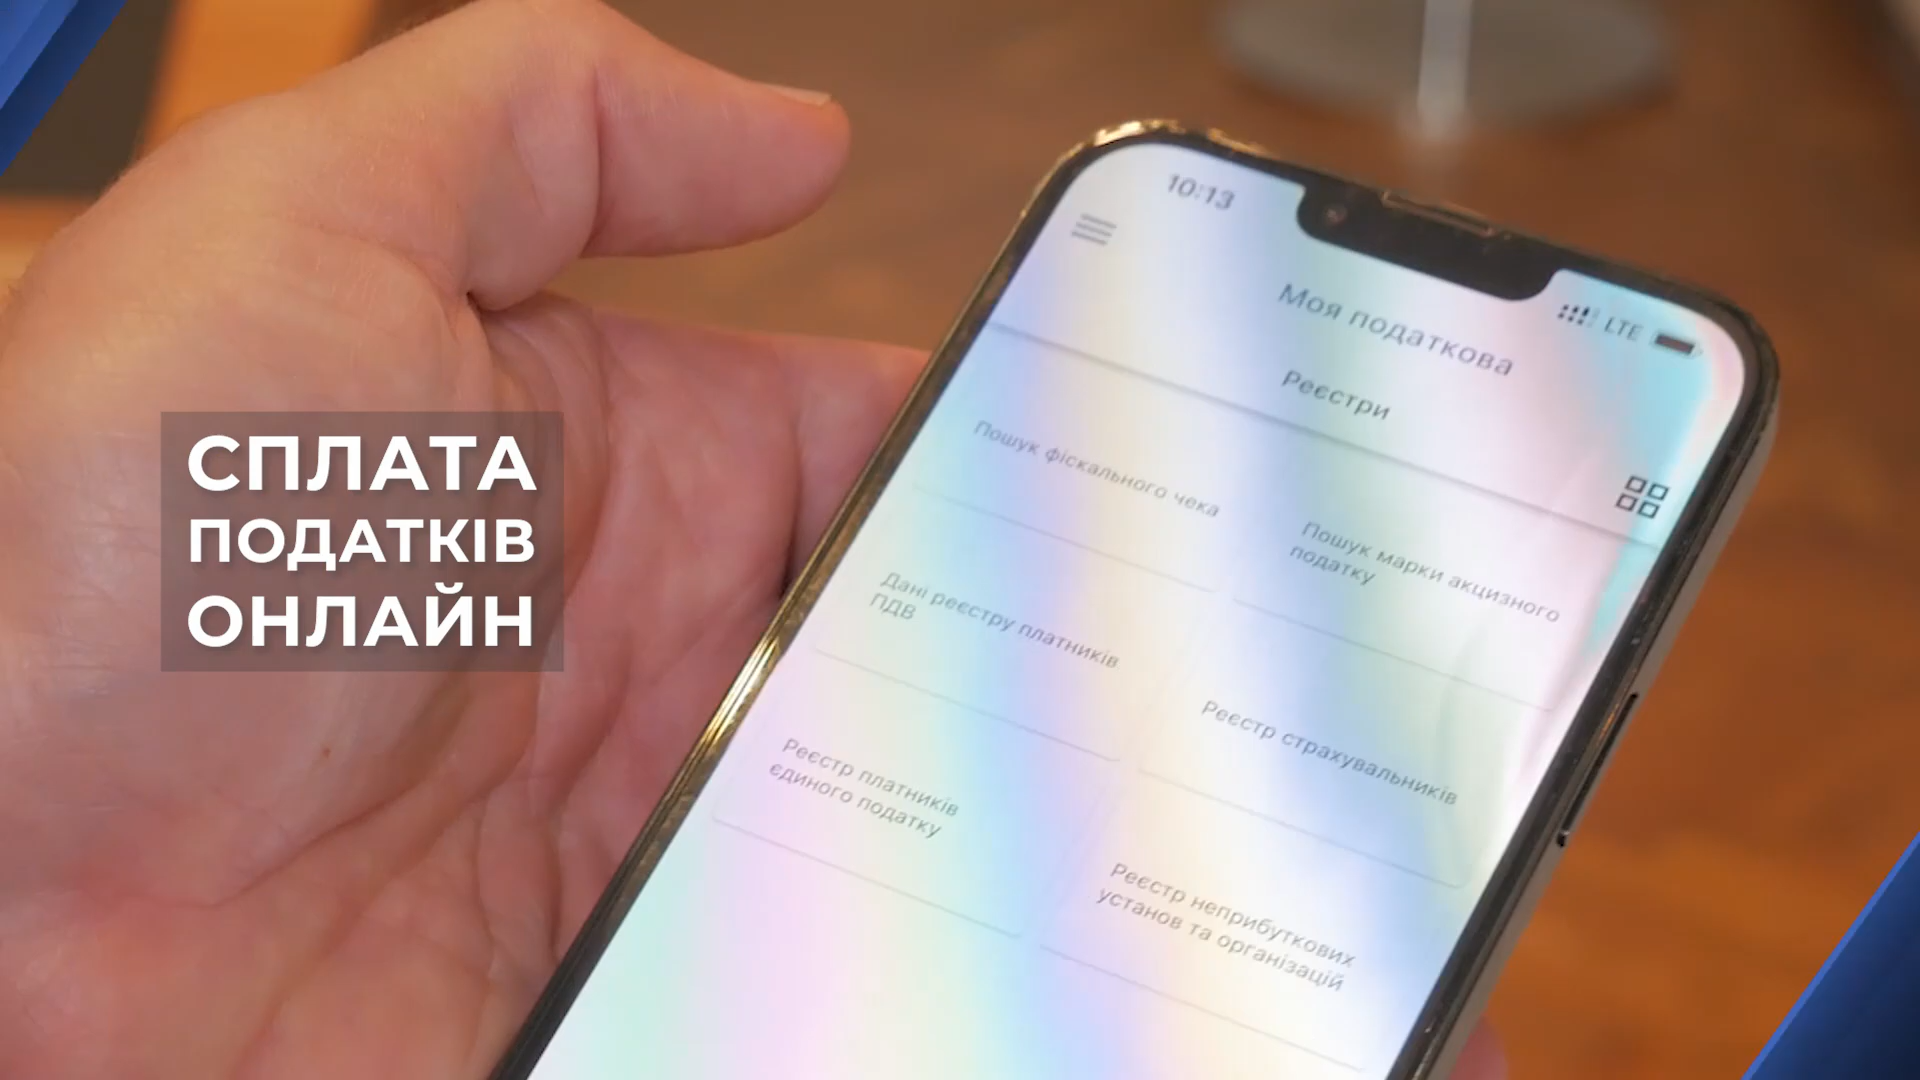 СПЛАТА
ПОДАТКІВ
ОНЛАЙН
10:13
LTE
Моя податкова
Реєстри
Пошук фіскального чека
Пошук марки акцизного
податку
Дані реєстру платників
ПДВ
Реєстр страхувальників
Реєстр платників
єдиного податку
Реєстр неприбуткових
установ та організацій